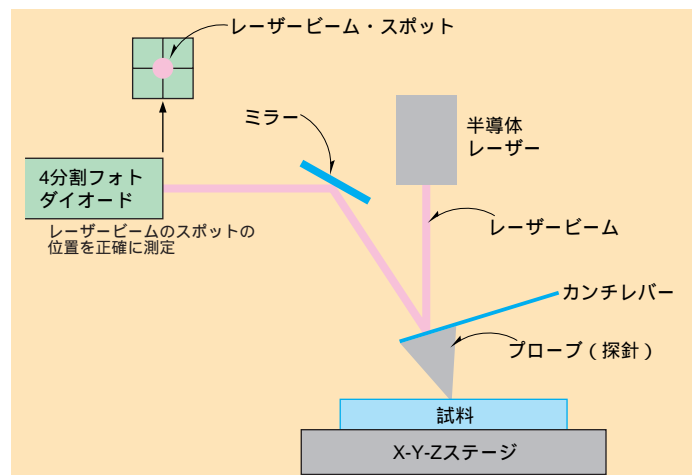 レーザービーム・スポット
ミラー
半導体
レーザー
4分割フォト
ダイオード
レーザービームのスポットの
位置を正確に測定
レーザービーム
カンチレバー
プローブ（探針）
試料
X-Y-Zステージ